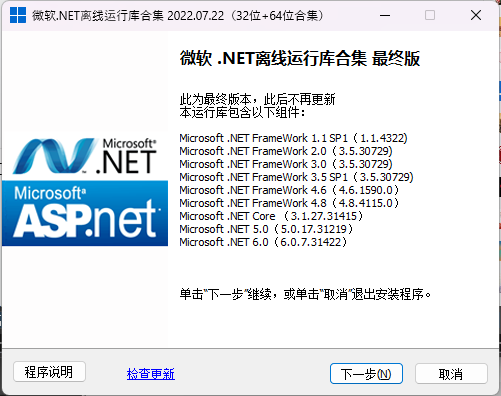 微软.NET离线运行库合集 2022.07.22（32位+64位合集）
微软 .NET离线运行库合集 最终版
此为最终版本，此后不再更新
本运行库包含以下组件：
Microsoft .NET FrameWork 1.1 SP1（1.1.4322）
Microsoft .NET FrameWork 2.0（3.5.30729）
Microsoft .NET FrameWork 3.0（3.5.30729）
Microsoft .NET FrameWork 3.5 SP1（3.5.30729）
Microsoft .NET FrameWork 4.6（4.6.1590.0）
Microsoft .NET FrameWork 4.8（4.8.4115.0）
Microsoft .NET Core （3.1.27.31415）
Microsoft .NET 5.0（5.0.17.31219）
Microsoft .NET 6.0（6.0.7.31422）
Microsoft®
.NET
Microsoft®
ASP.net
单击"下一步"继续，或单击"取消"退出安装程序。
程序说明
检查更新
下一步(N)
取消